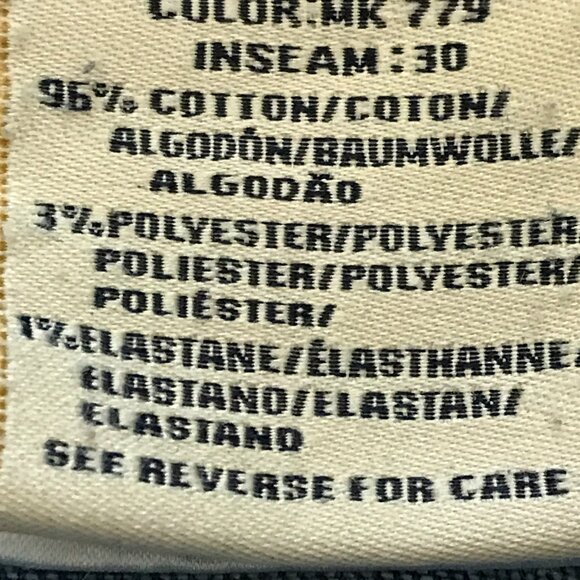 COLOR:MK 779
INSEAM:30
96% COTTON/COTON/
ALGODÓN/BAUMWOLLE/
ALGODÃO
3% POLYESTER/POLYESTER
POLIESTER/POLYESTER/
POLIÉSTER/
1% ELASTANE/ÉLASTHANNE/
ELASTANO/ELASTAN/
ELASTANO
SEE REVERSE FOR CARE